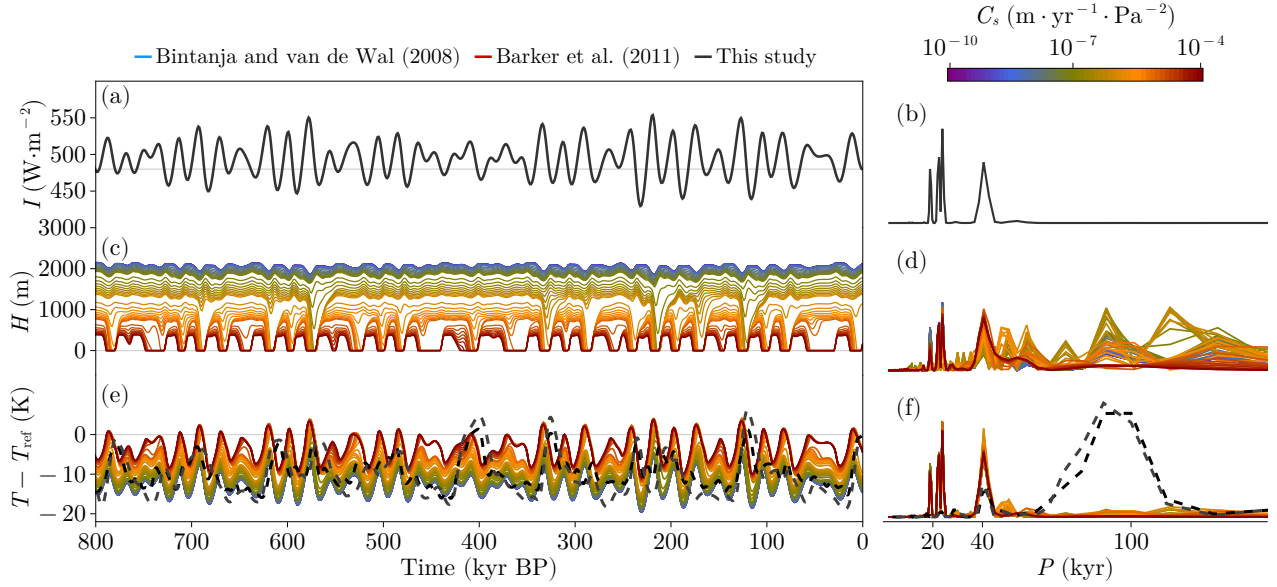 C_s (m · yr⁻¹ · Pa⁻²)
10⁻¹⁰ 10⁻⁷ 10⁻⁴
Bintanja and van de Wal (2008) Barker et al. (2011) This study
(a)
(b)
I (W·m⁻²)
550
500
450
3000
(c)
(d)
H (m)
2000
1000
0
(e)
(f)
T − T_ref (K)
0
−10
−20
800 700 600 500 400 300 200 100 0
Time (kyr BP)
20 40 100
P (kyr)